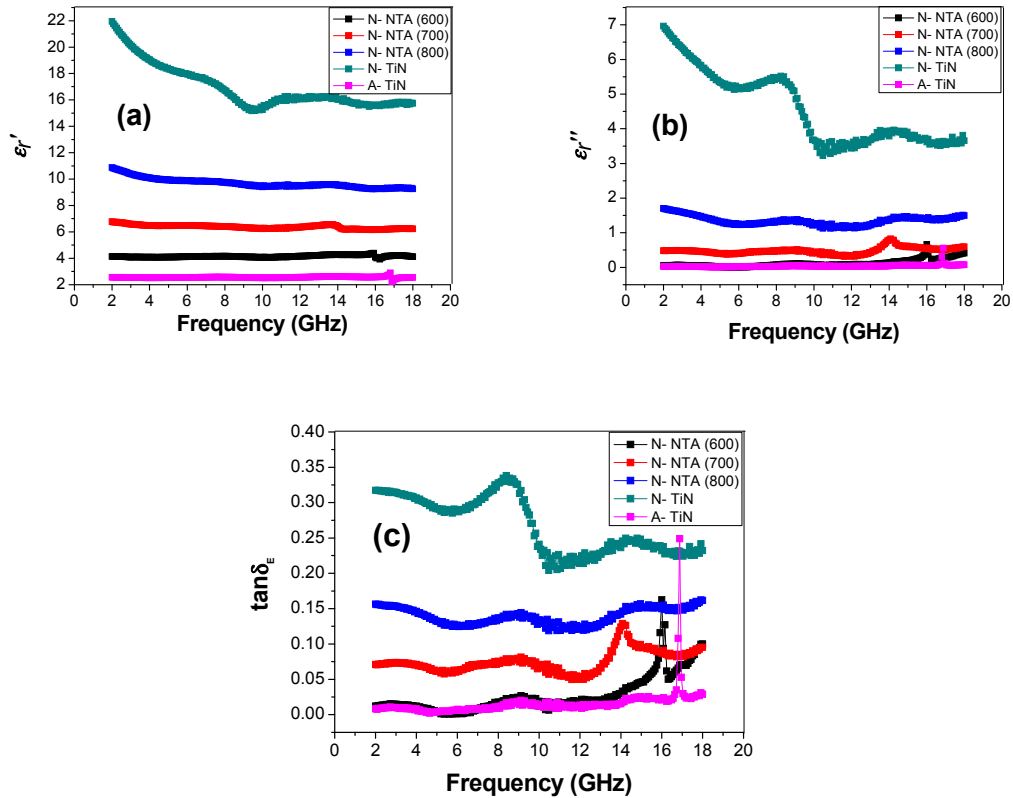 22
20
18
16
14
12
10
8
6
4
2
εr′
2 4 6 8 10 12 14 16 18 20
Frequency (GHz)
(a)
N- NTA (600)
N- NTA (700)
N- NTA (800)
N- TiN
A- TiN
7
6
5
4
3
2
1
0
εr′′
0 2 4 6 8 10 12 14 16 18 20
Frequency (GHz)
(b)
N- NTA (600)
N- NTA (700)
N- NTA (800)
N- TiN
A- TiN
0.40
0.35
0.30
0.25
0.20
0.15
0.10
0.05
0.00
tanδE
0 2 4 6 8 10 12 14 16 18 20
Frequency (GHz)
(c)
N- NTA (600)
N- NTA (700)
N- NTA (800)
N- TiN
A- TiN